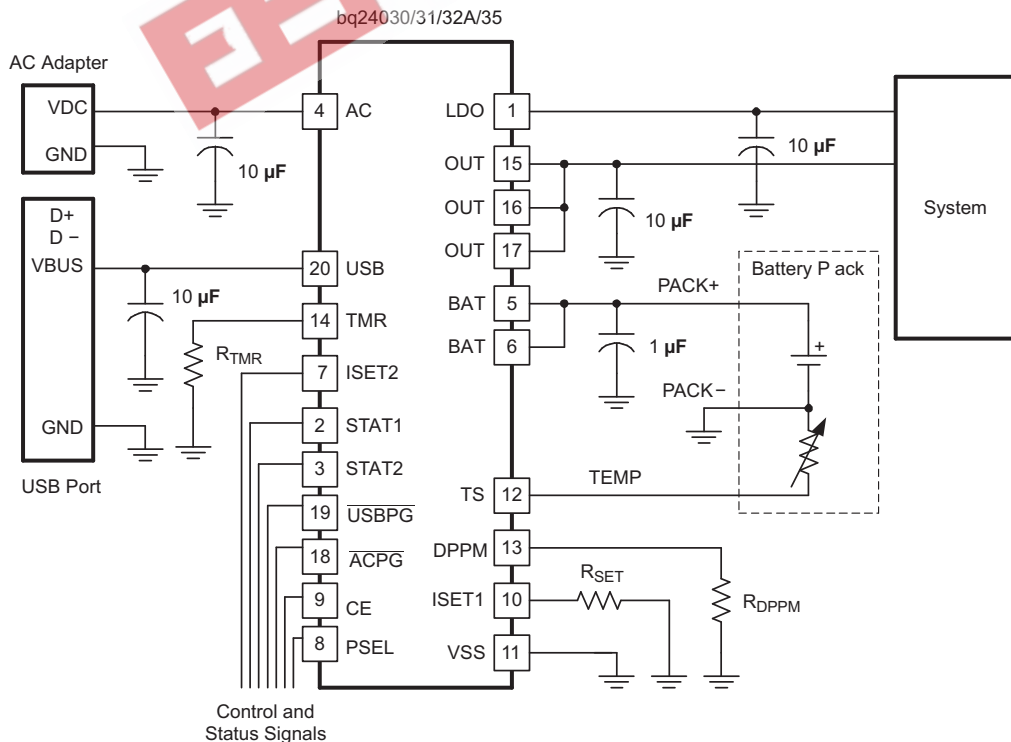 bq24030/31/32A/35
AC Adapter
VDC
GND
10 µF
4
AC
D+
D −
VBUS
GND
USB Port
10 µF
20
USB
14
TMR
R_TMR
7
ISET2
2
STAT1
3
STAT2
19
USBPG
18
ACPG
9
CE
8
PSEL
Control and
Status Signals
LDO
1
10 µF
OUT
15
OUT
16
OUT
17
10 µF
System
BAT
5
BAT
6
PACK+
1 µF
PACK−
Battery P ack
+
TS
12
TEMP
DPPM
13
R_DPPM
ISET1
10
R_SET
VSS
11